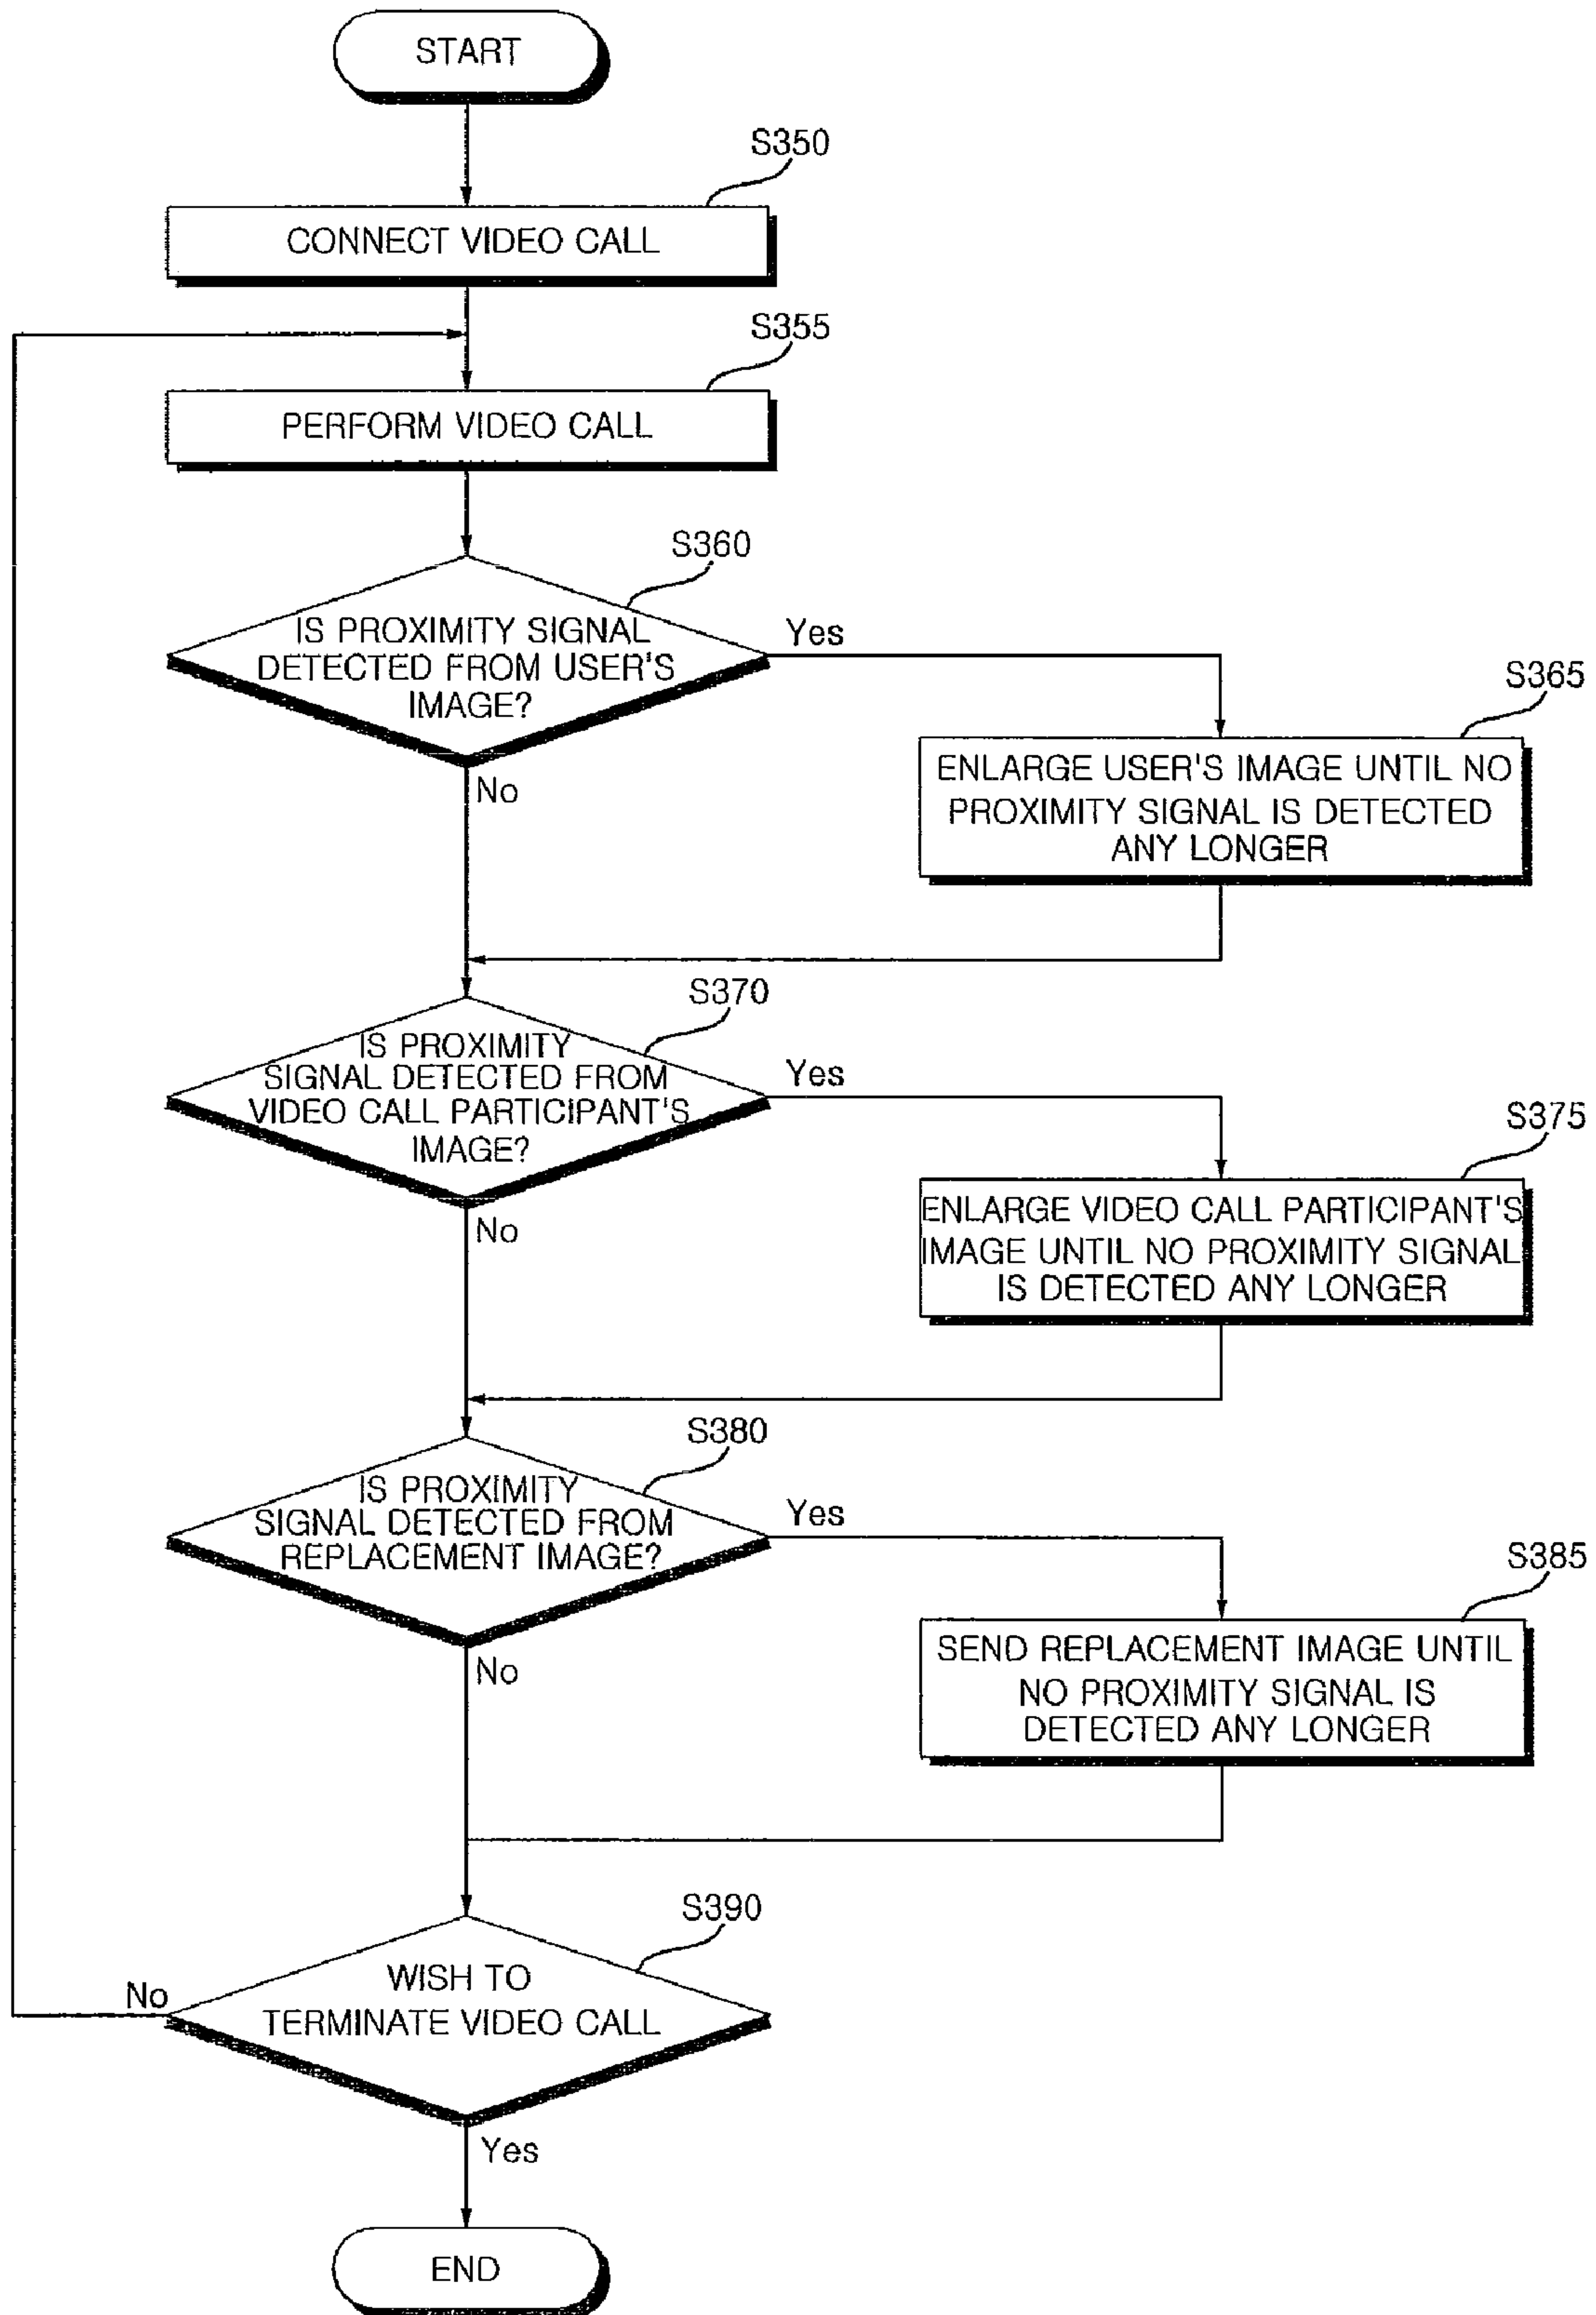 START
S350
CONNECT VIDEO CALL
S355
PERFORM VIDEO CALL
S360
IS PROXIMITY SIGNAL
DETECTED FROM USER'S
IMAGE?
Yes
No
S365
ENLARGE USER'S IMAGE UNTIL NO
PROXIMITY SIGNAL IS DETECTED
ANY LONGER
S370
IS PROXIMITY
SIGNAL DETECTED FROM
VIDEO CALL PARTICIPANT'S
IMAGE?
Yes
No
S375
ENLARGE VIDEO CALL PARTICIPANT'S
IMAGE UNTIL NO PROXIMITY SIGNAL
IS DETECTED ANY LONGER
S380
IS PROXIMITY
SIGNAL DETECTED FROM
REPLACEMENT IMAGE?
Yes
No
S385
SEND REPLACEMENT IMAGE UNTIL
NO PROXIMITY SIGNAL IS
DETECTED ANY LONGER
S390
WISH TO
TERMINATE VIDEO CALL
No
Yes
END